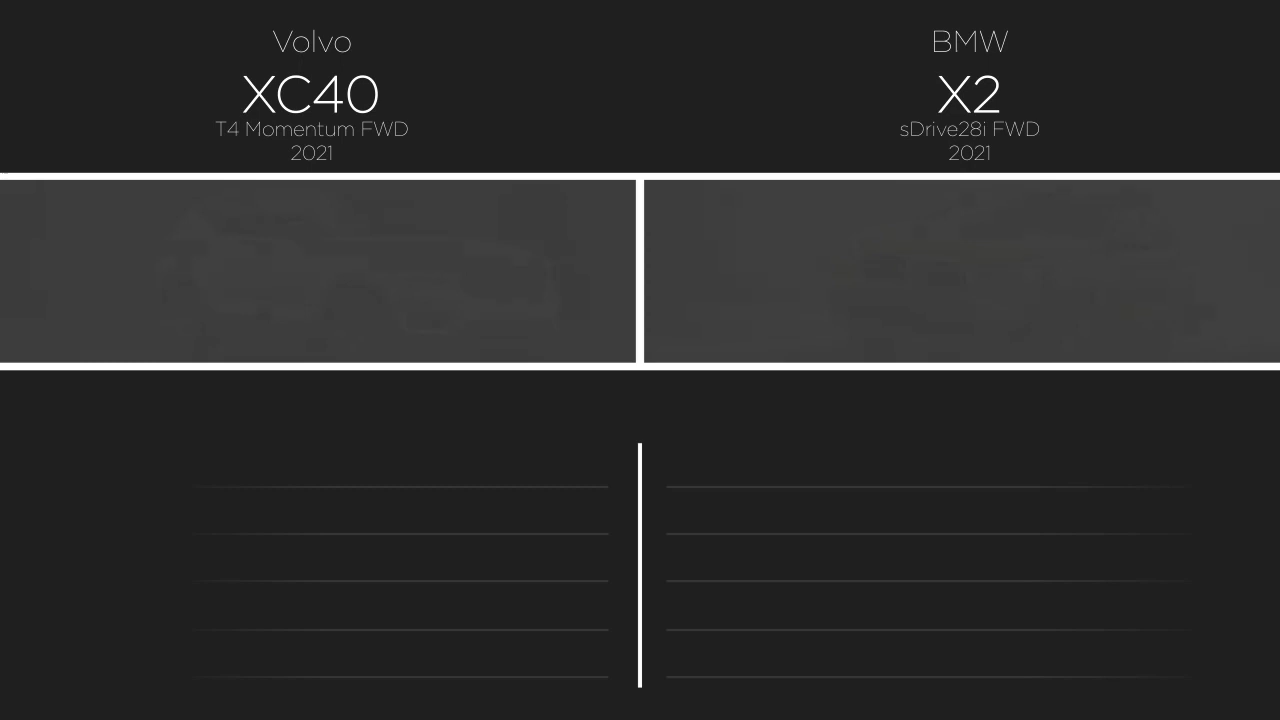 Volvo
XC40
T4 Momentum FWD
2021
BMW
X2
sDrive28i FWD
2021